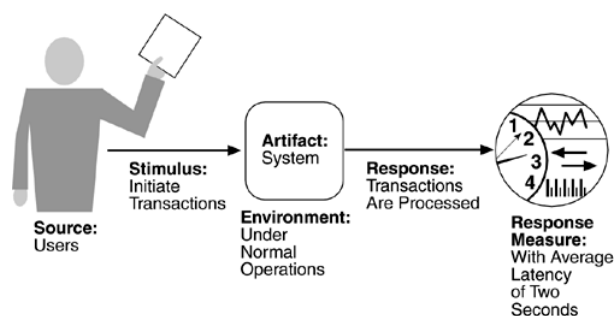 Source:
Users
Stimulus:
Initiate
Transactions
Artifact:
System
Environment:
Under
Normal
Operations
Response:
Transactions
Are Processed
1
2
3
4
Response
Measure:
With Average
Latency
of Two
Seconds